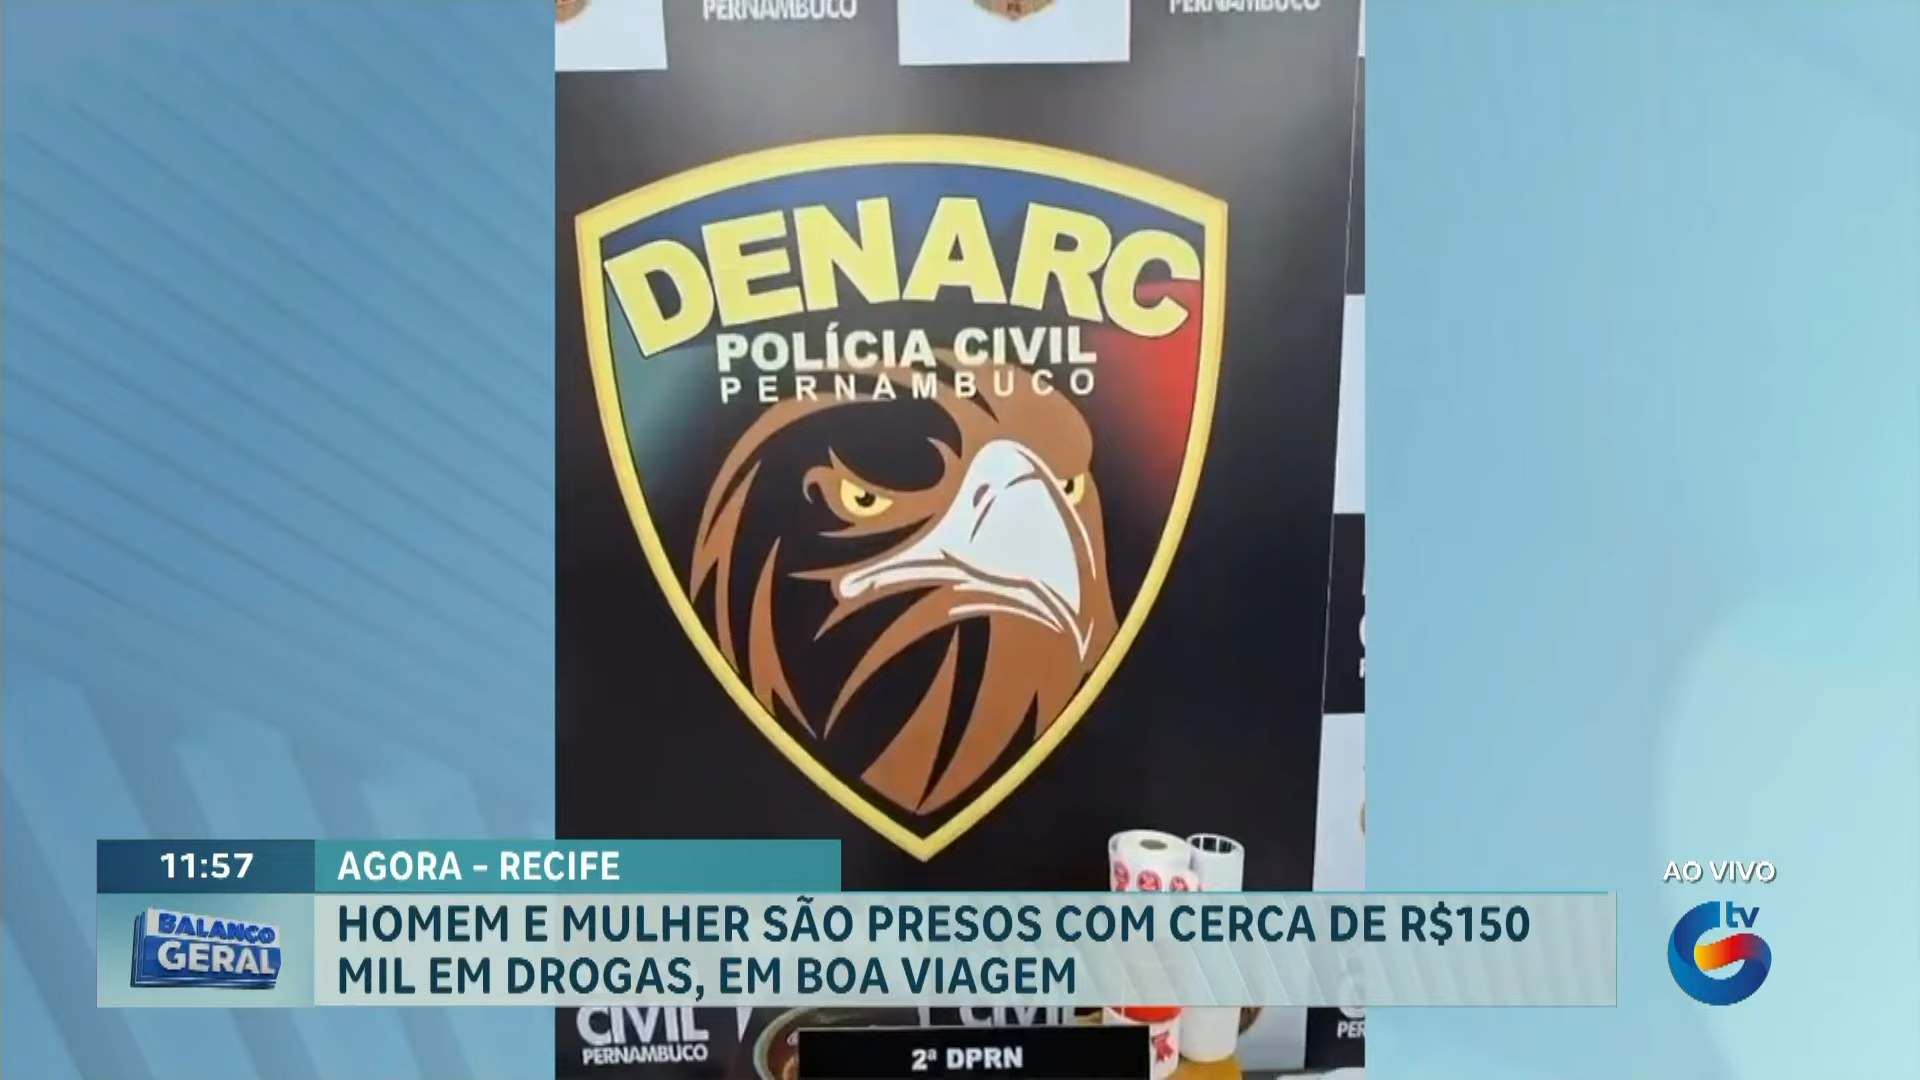 PERNAMBUCO
PERNAMBUCO
DENARC
POLÍCIA CIVIL
PERNAMBUCO
11:57
AGORA - RECIFE
AO VIVO
BALANÇO
GERAL
HOMEM E MULHER SÃO PRESOS COM CERCA DE R$150
MIL EM DROGAS, EM BOA VIAGEM
tv
CIVIL
PERNAMBUCO
CIVIL
2ª DPRN